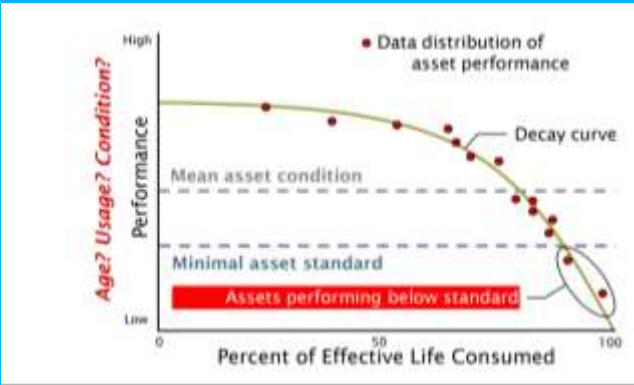 High
Data distribution of
asset performance
Age? Usage? Condition?
Performance
Decay curve
Mean asset condition
Minimal asset standard
Assets performing below standard
Low
0
50
100
Percent of Effective Life Consumed